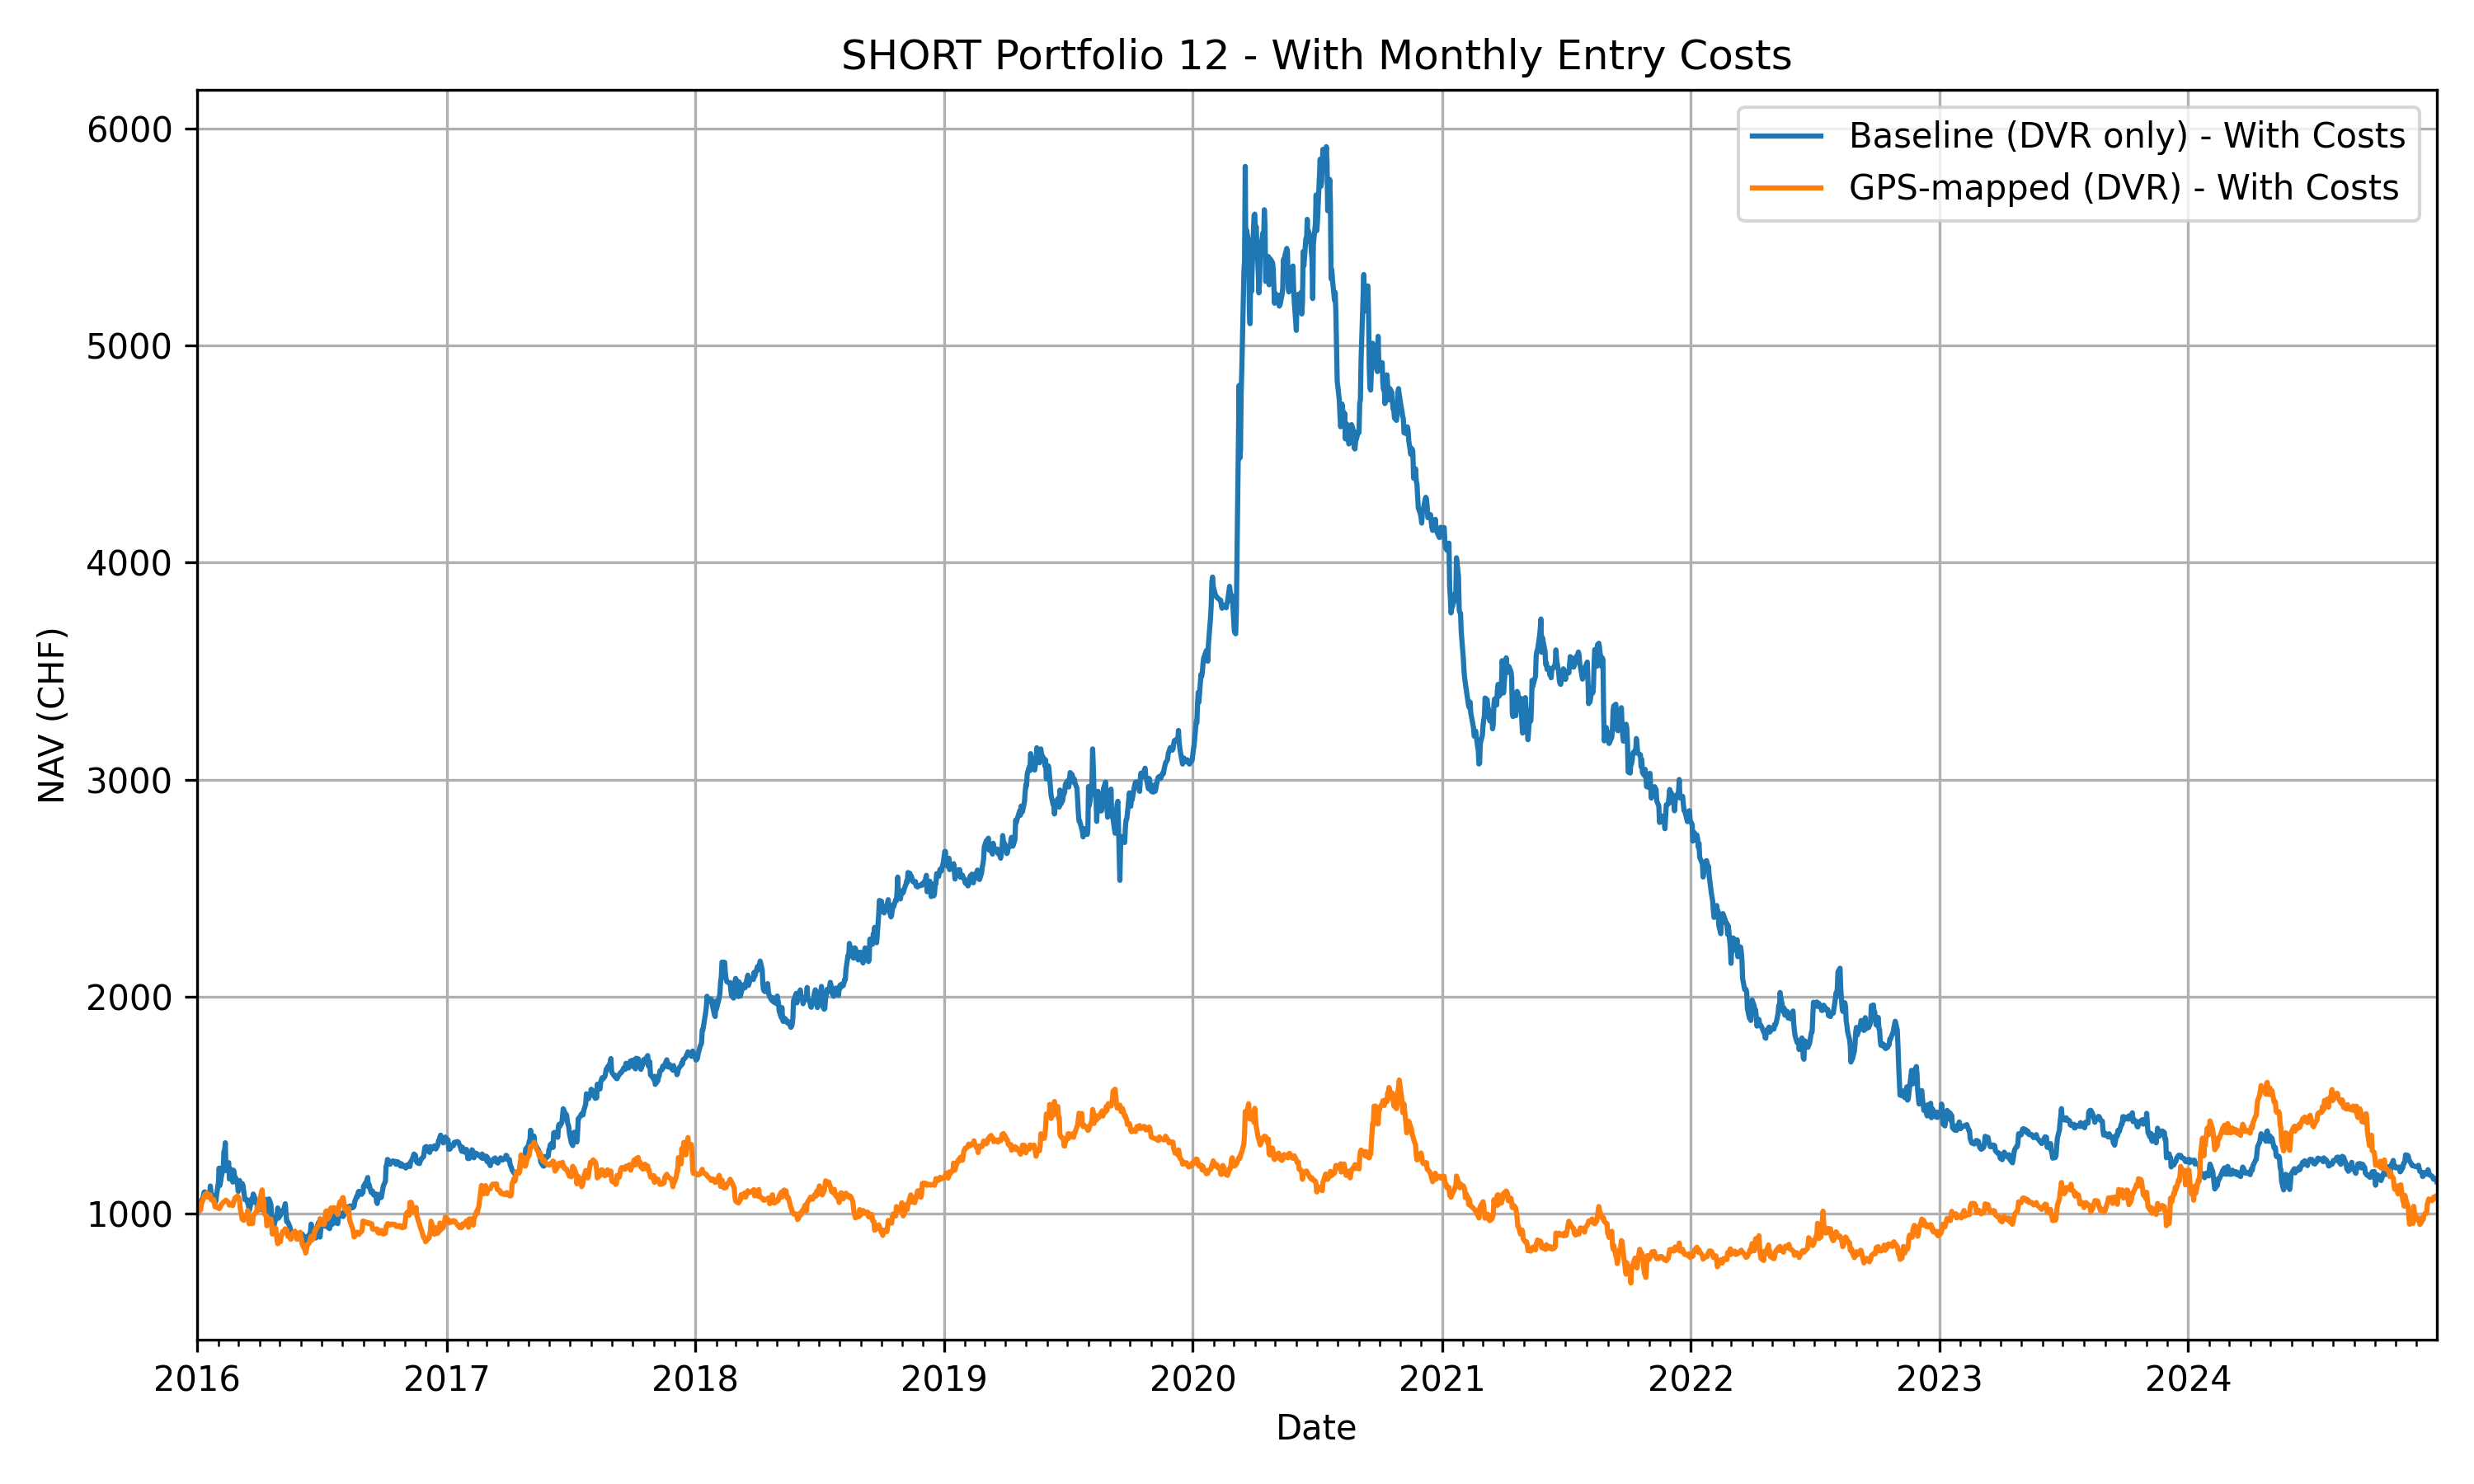 SHORT Portfolio 12 - With Monthly Entry Costs
Baseline (DVR only) - With Costs
GPS-mapped (DVR) - With Costs
6000
5000
4000
3000
2000
1000
NAV (CHF)
2016 2017 2018 2019 2020 2021 2022 2023 2024
Date